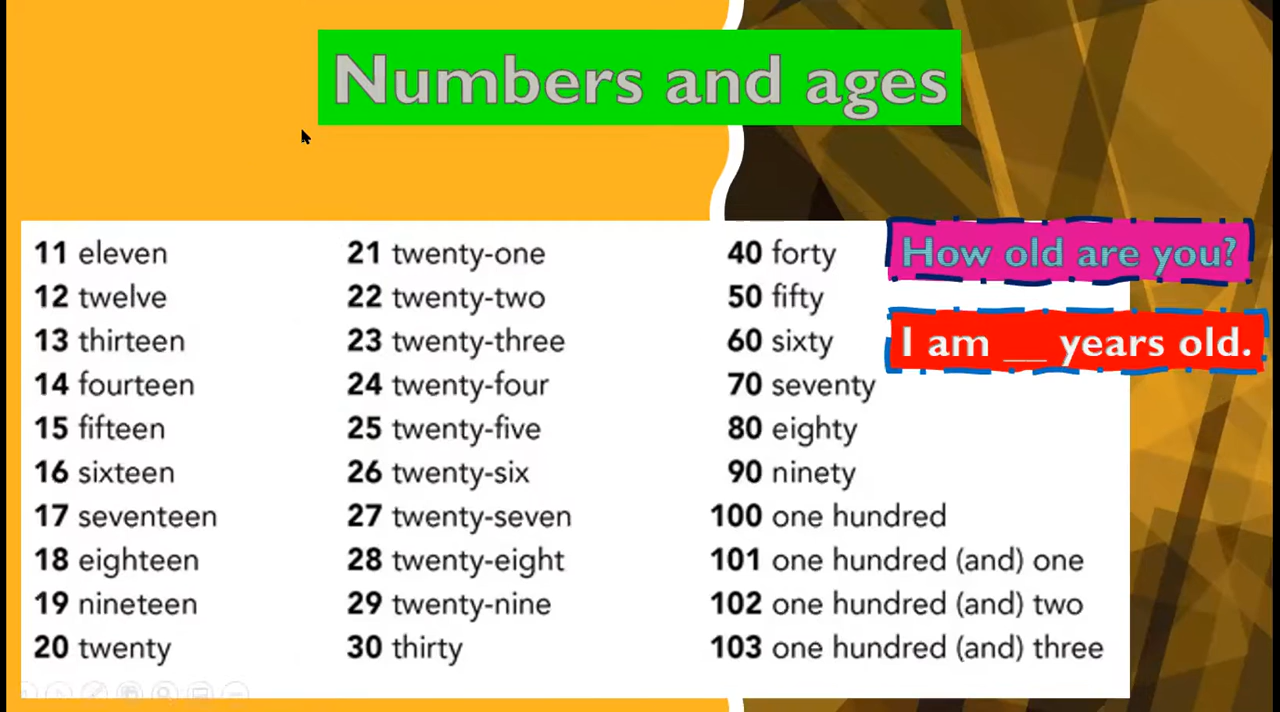 Numbers and ages
11 eleven
12 twelve
13 thirteen
14 fourteen
15 fifteen
16 sixteen
17 seventeen
18 eighteen
19 nineteen
20 twenty
21 twenty-one
22 twenty-two
23 twenty-three
24 twenty-four
25 twenty-five
26 twenty-six
27 twenty-seven
28 twenty-eight
29 twenty-nine
30 thirty
40 forty
50 fifty
60 sixty
70 seventy
80 eighty
90 ninety
100 one hundred
101 one hundred (and) one
102 one hundred (and) two
103 one hundred (and) three
How old are you?
I am __ years old.